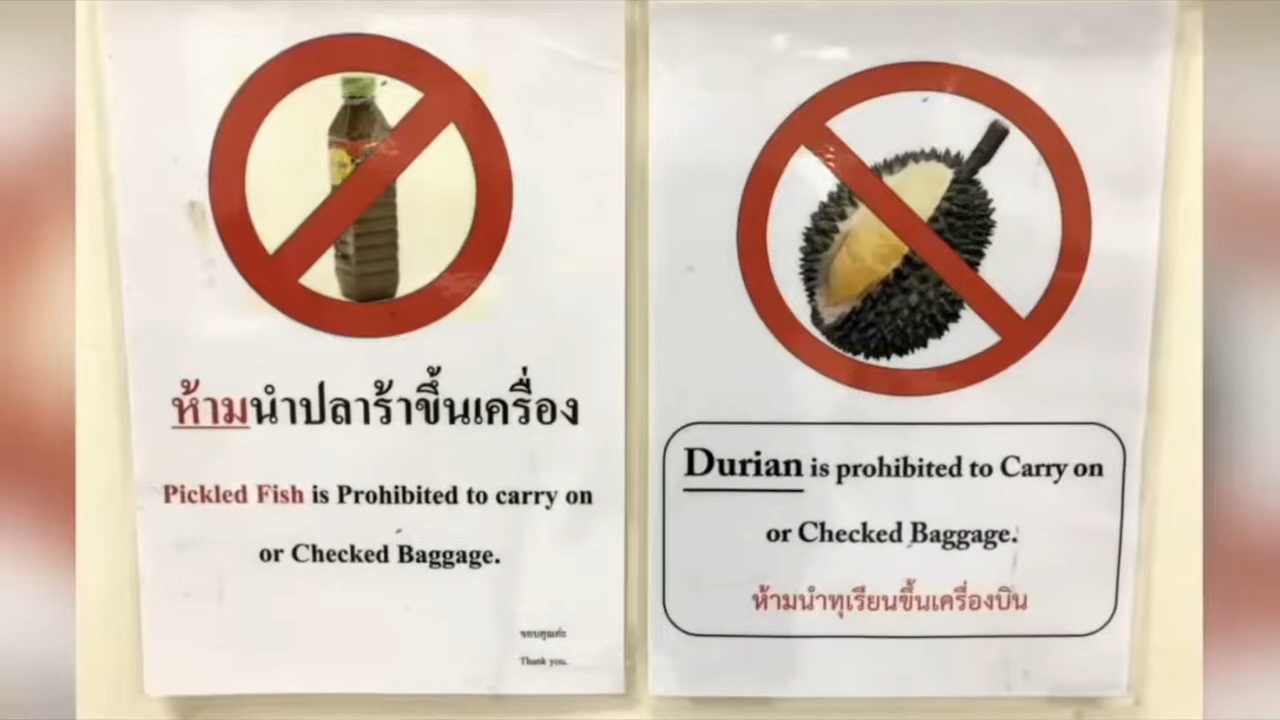 ห้ามนำปลาร้าขึ้นเครื่อง
Pickled Fish is Prohibited to carry on
or Checked Baggage.
ขอบคุณค่ะ
Thank you.
Durian is prohibited to Carry on
or Checked Baggage.
ห้ามนำทุเรียนขึ้นเครื่องบิน